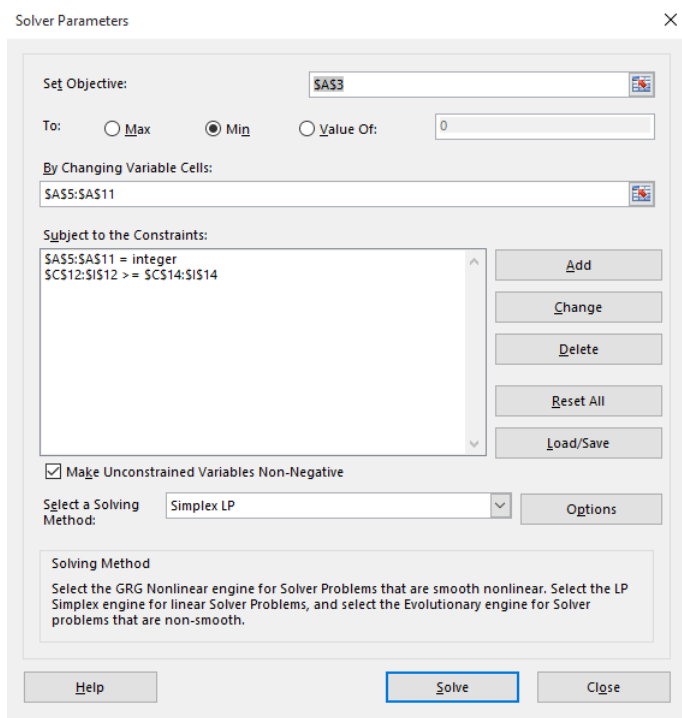 Solver Parameters
Set Objective:
$A$3
To:
Max
Min
Value Of:
0
By Changing Variable Cells:
$A$5:$A$11
Subject to the Constraints:
$A$5:$A$11 = integer
$C$12:$I$12 >= $C$14:$I$14
Add
Change
Delete
Reset All
Load/Save
Make Unconstrained Variables Non-Negative
Select a Solving
Method:
Simplex LP
Options
Solving Method
Select the GRG Nonlinear engine for Solver Problems that are smooth nonlinear. Select the LP
Simplex engine for linear Solver Problems, and select the Evolutionary engine for Solver
problems that are non-smooth.
Help
Solve
Close